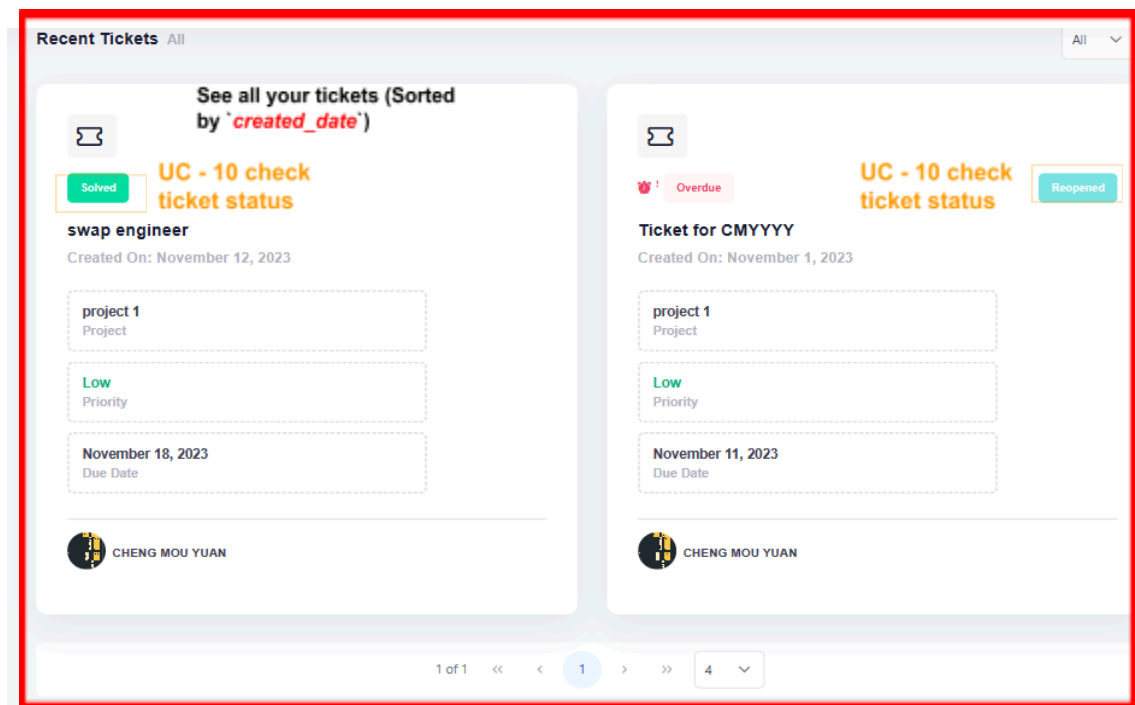 Recent Tickets All
All
See all your tickets (Sorted
by `created_date`)
Solved
UC - 10 check
ticket status
swap engineer
Created On: November 12, 2023
project 1
Project
Low
Priority
November 18, 2023
Due Date
CHENG MOU YUAN
! Overdue
UC - 10 check
ticket status
Reopened
Ticket for CMYYYY
Created On: November 1, 2023
project 1
Project
Low
Priority
November 11, 2023
Due Date
CHENG MOU YUAN
1 of 1 « ‹ 1 › » 4